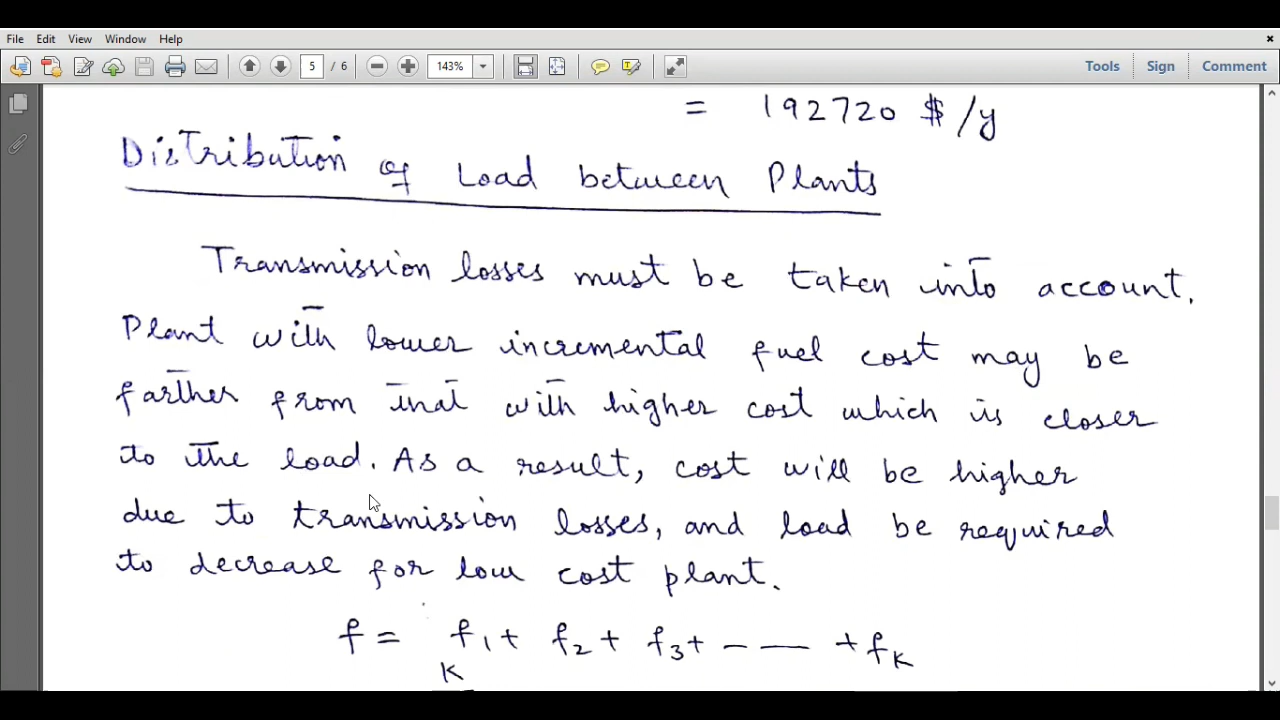 File Edit View Window Help
5 / 6 143% Tools Sign Comment
= 192720 $/y
Distribution of Load between Plants
Transmission losses must be taken into account.
Plant with lower incremental fuel cost may be
farther from that with higher cost which is closer
to the load. As a result, cost will be higher
due to transmission losses, and load be required
to decrease for low cost plant.
f = f1 + f2 + f3 + - — + fK
K